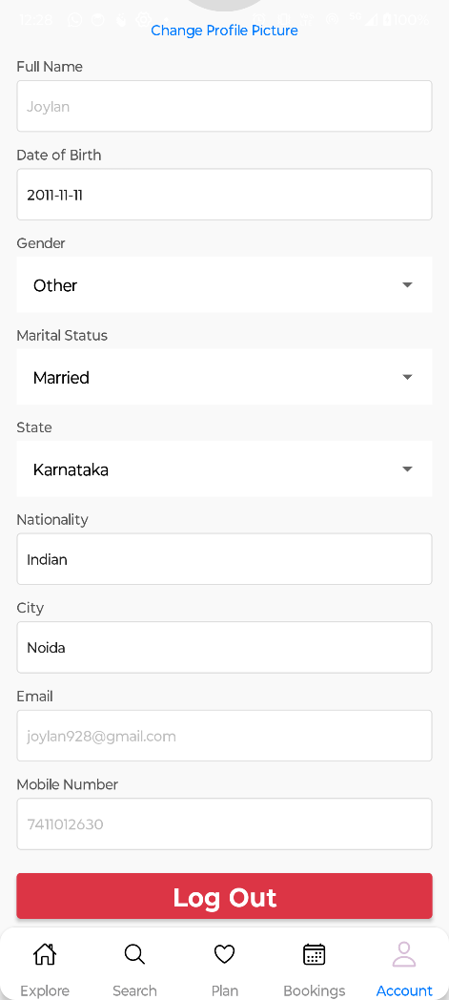 12:28 100%
Change Profile Picture
Full Name
Joylan
Date of Birth
2011-11-11
Gender
Other
Marital Status
Married
State
Karnataka
Nationality
Indian
City
Noida
Email
joylan928@gmail.com
Mobile Number
7411012630
Log Out
Explore Search Plan Bookings Account